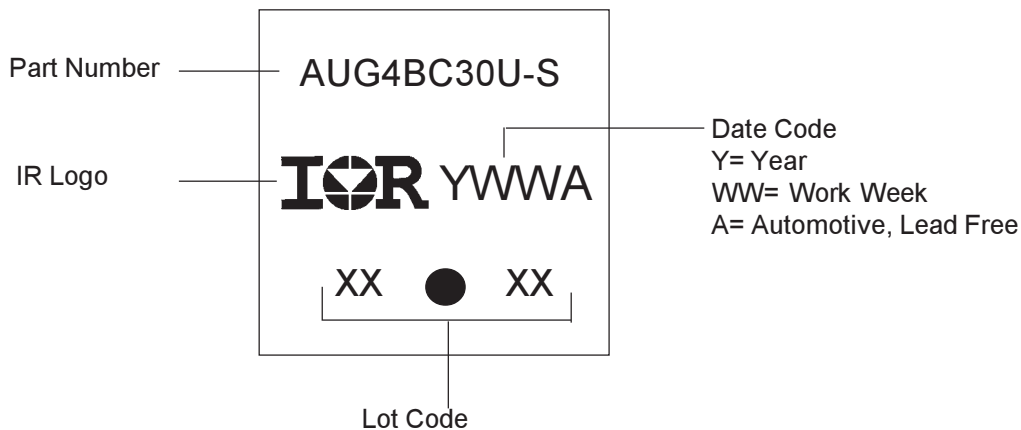 Part Number
AUG4BC30U-S
IR Logo
IOR YWWA
Date Code
Y= Year
WW= Work Week
A= Automotive, Lead Free
XX XX
Lot Code